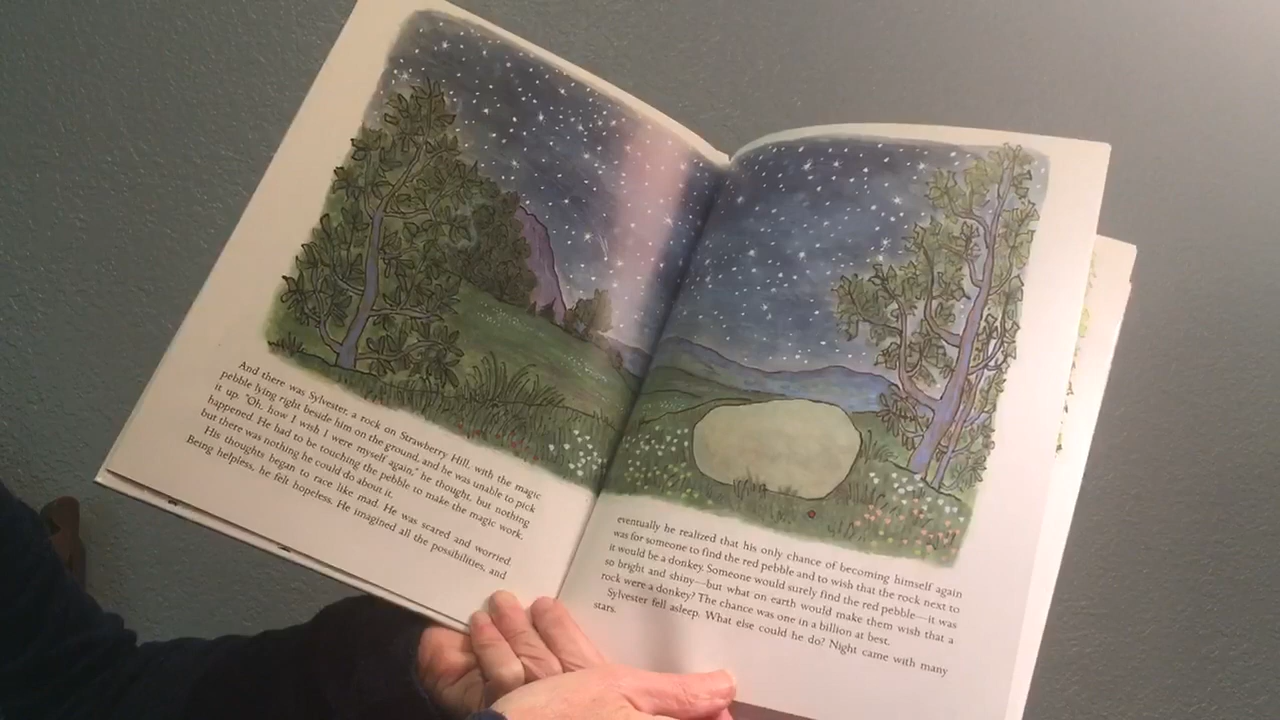 And there was Sylvester, a rock on Strawberry Hill, with the magic
pebble lying right beside him on the ground, and he was unable to pick
it up. "Oh, how I wish I were myself again," he thought, but nothing
happened. He had to be touching the pebble to make the magic work,
but there was nothing he could do about it.
His thoughts began to race like mad. He was scared and worried.
Being helpless, he felt hopeless. He imagined all the possibilities, and
eventually he realized that his only chance of becoming himself again
was for someone to find the red pebble and to wish that the rock next to
it would be a donkey. Someone would surely find the red pebble—it was
so bright and shiny—but what on earth would make them wish that a
rock were a donkey? The chance was one in a billion at best.
Sylvester fell asleep. What else could he do? Night came with many
stars.